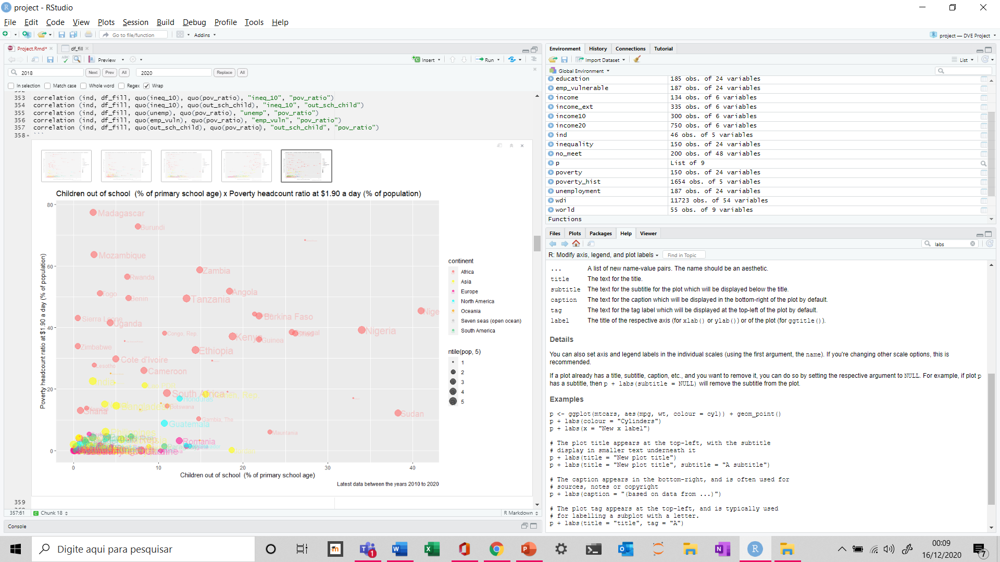 project - RStudio
File Edit Code View Plots Session Build Debug Profile Tools Help
Go to file/function Addins
project — DVE Project
Project.Rmd* df_fill
Preview Insert Run
2018 Next Prev All 2020 Replace All
In selection Match case Whole word Regex Wrap
353 correlation (ind, df_fill, quo(ineq_10), quo(pov_ratio), "ineq_10", "pov_ratio")
354 correlation (ind, df_fill, quo(ineq_10), quo(out_sch_child), "ineq_10", "out_sch_child")
355 correlation (ind, df_fill, quo(unemp), quo(pov_ratio), "unemp", "pov_ratio")
356 correlation (ind, df_fill, quo(emp_vuln), quo(pov_ratio), "emp_vuln", "pov_ratio")
357 correlation (ind, df_fill, quo(out_sch_child), quo(pov_ratio), "out_sch_child", "pov_ratio")
358 ```
Children out of school (% of primary school age) x Poverty headcount ratio at $1.90 a day (% of population)
Poverty headcount ratio at $1.90 a day (% of population)
80
60
40
20
0
Madagascar
Burundi
Mozambique
Zambia
Rwanda
Togo
Benin
Angola
Tanzania
Burkina Faso
Nige
Sierra Leone
Uganda
Congo, Rep.
Senegal
Nigeria
Kenya
Guinea
Zimbabwe
Ethiopia
Cote d'Ivoire
Lesotho
Cameroon
India
South Africa
Honduras
Botswana
Bangladesh
Ghana
Gambia, The
Sudan
Guatemala
Mauritania
Philippines
Romania
0 10 20 30 40
Children out of school (% of primary school age)
Latest data between the years 2010 to 2020
continent
Africa
Asia
Europe
North America
Oceania
Seven seas (open ocean)
South America
ntile(pop, 5)
1
2
3
4
5
359
357:61 Chunk 18 R Markdown
Console
Environment History Connections Tutorial
Import Dataset List
Global Environment
education 185 obs. of 24 variables
emp_vulnerable 187 obs. of 24 variables
income 134 obs. of 6 variables
income_ext 335 obs. of 6 variables
income10 300 obs. of 6 variables
income20 750 obs. of 6 variables
ind 46 obs. of 5 variables
inequality 150 obs. of 24 variables
no_meet 200 obs. of 48 variables
p List of 9
poverty 150 obs. of 24 variables
poverty_hist 1654 obs. of 5 variables
unemployment 187 obs. of 24 variables
wdi 11723 obs. of 54 variables
world 55 obs. of 9 variables
Functions
Files Plots Packages Help Viewer
labs
R: Modify axis, legend, and plot labels Find in Topic
... A list of new name-value pairs. The name should be an aesthetic.
title The text for the title.
subtitle The text for the subtitle for the plot which will be displayed below the title.
caption The text for the caption which will be displayed in the bottom-right of the plot by default.
tag The text for the tag label which will be displayed at the top-left of the plot by default.
label The title of the respective axis (for xlab() or ylab()) or of the plot (for ggtitle()).
Details
You can also set axis and legend labels in the individual scales (using the first argument, the name). If you're changing other scale options, this is
recommended.
If a plot already has a title, subtitle, caption, etc., and you want to remove it, you can do so by setting the respective argument to NULL. For example, if plot p
has a subtitle, then p + labs(subtitle = NULL) will remove the subtitle from the plot.
Examples
p <- ggplot(mtcars, aes(mpg, wt, colour = cyl)) + geom_point()
p + labs(colour = "Cylinders")
p + labs(x = "New x label")
# The plot title appears at the top-left, with the subtitle
# display in smaller text underneath it
p + labs(title = "New plot title")
p + labs(title = "New plot title", subtitle = "A subtitle")
# The caption appears in the bottom-right, and is often used for
# sources, notes or copyright
p + labs(caption = "(based on data from ...)")
# The plot tag appears at the top-left, and is typically used
# for labelling a subplot with a letter.
p + labs(title = "title", tag = "A")
Digite aqui para pesquisar
00:09
16/12/2020
7